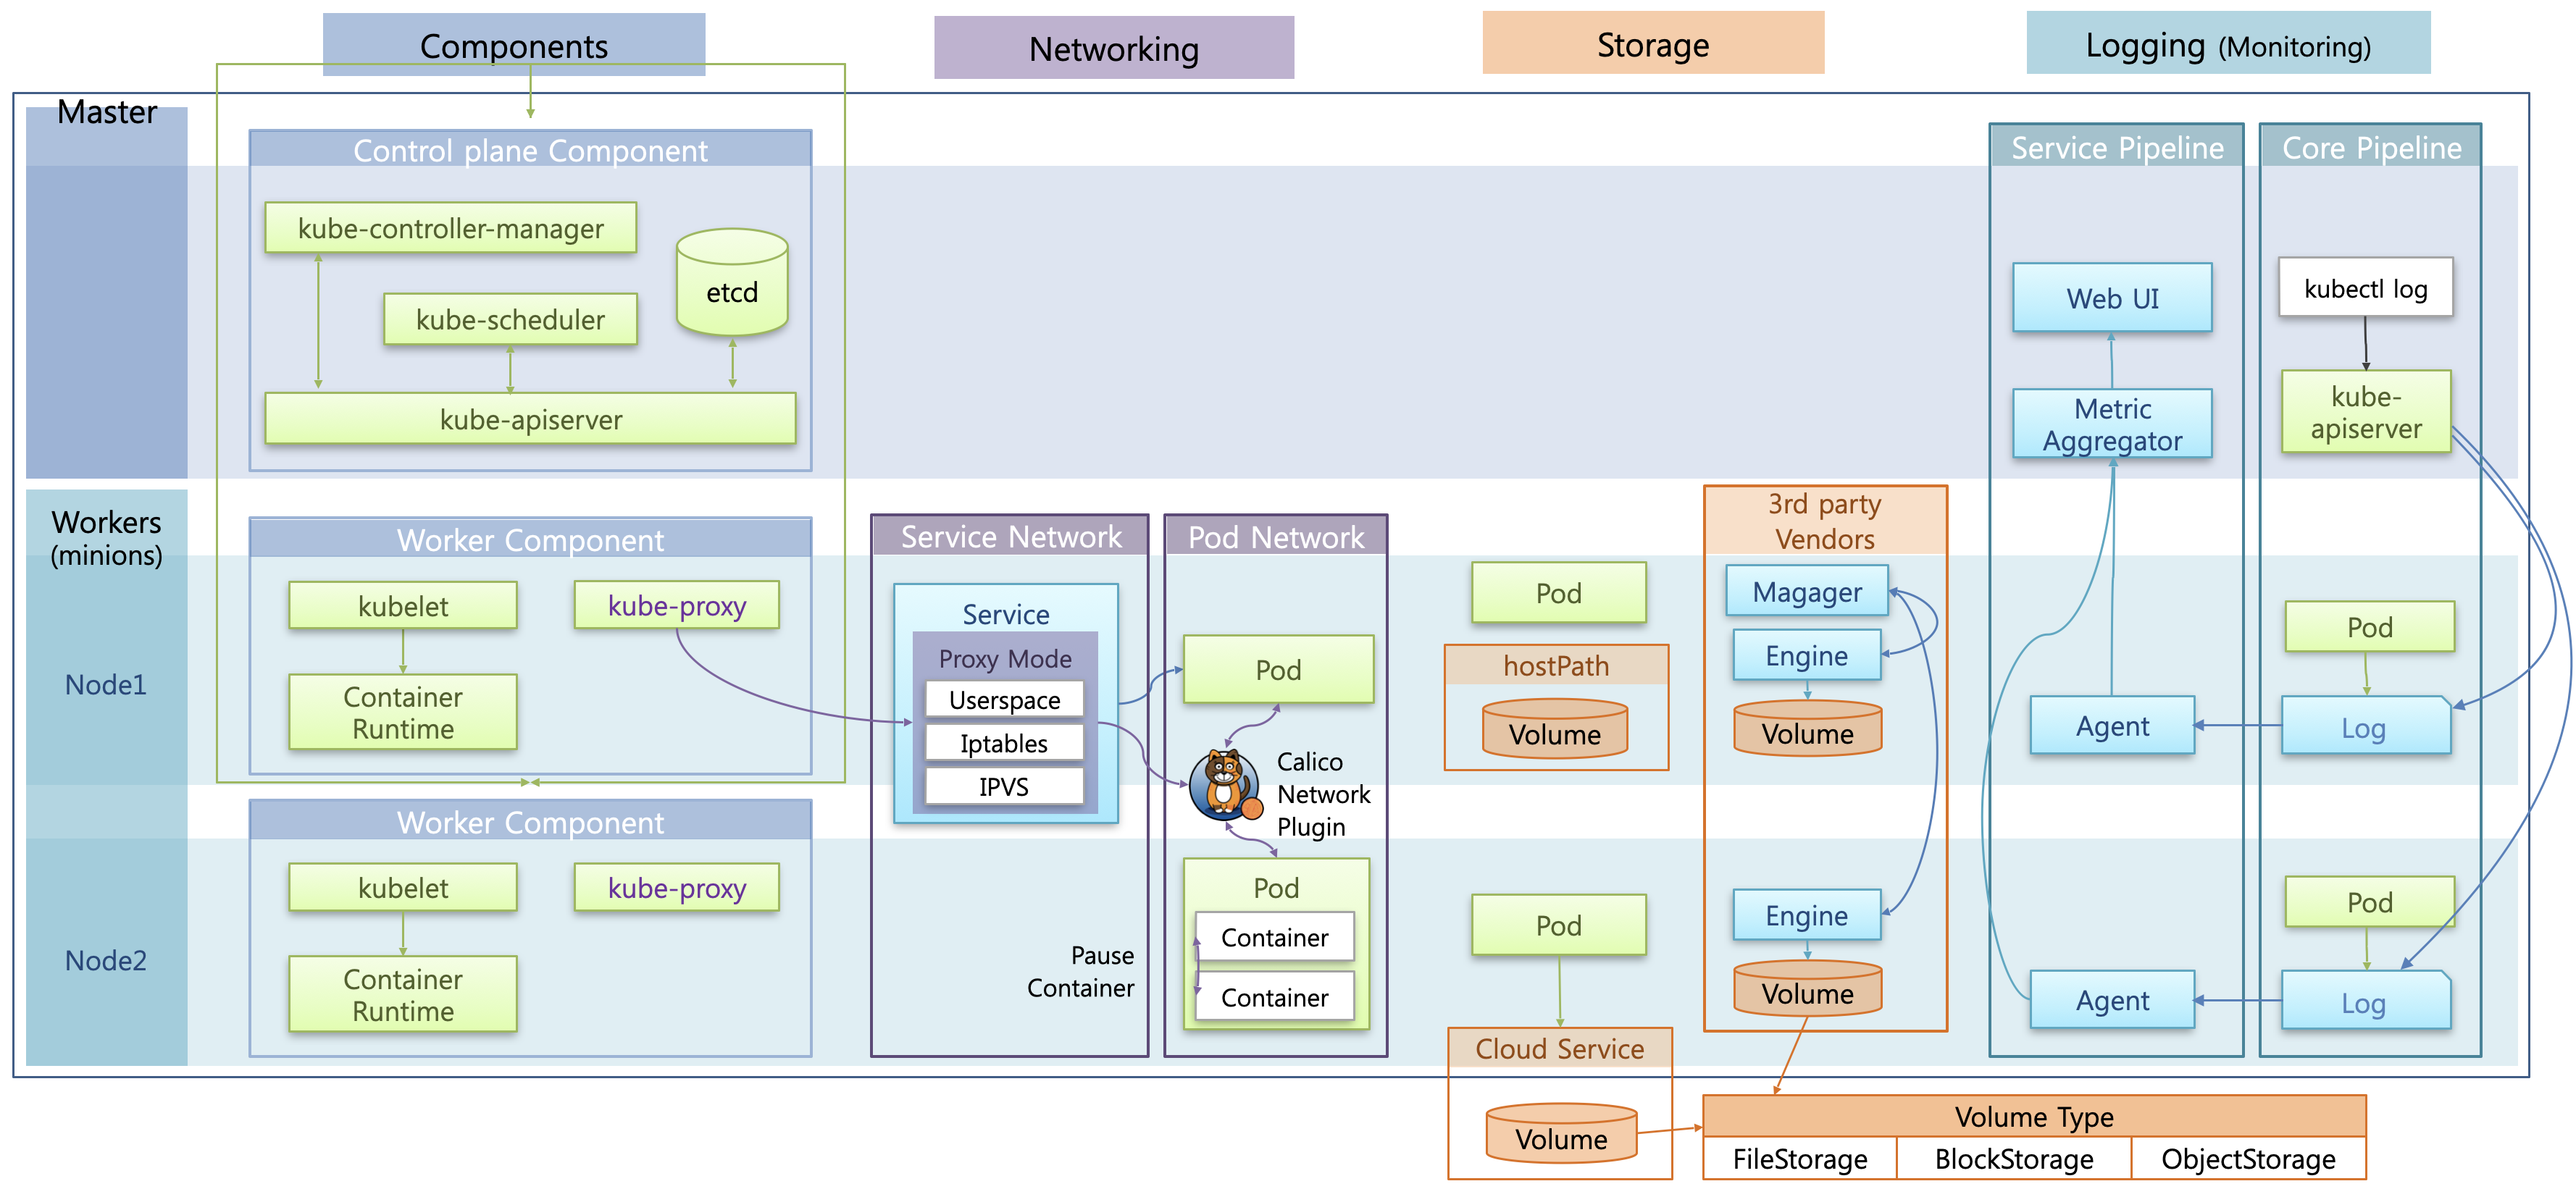 Components
Networking
Storage
Logging (Monitoring)
Master
Control plane Component
kube-controller-manager
kube-scheduler
etcd
kube-apiserver
Service Pipeline
Web UI
Metric
Aggregator
Core Pipeline
kubectl log
kube-
apiserver
Workers
(minions)
Node1
Worker Component
kubelet
kube-proxy
Container
Runtime
Service Network
Service
Proxy Mode
Userspace
Iptables
IPVS
Pod Network
Pod
Calico
Network
Plugin
Pod
hostPath
Volume
3rd party
Vendors
Magager
Engine
Volume
Agent
Pod
Log
Node2
Worker Component
kubelet
kube-proxy
Container
Runtime
Pause
Container
Pod
Container
Container
Pod
Cloud Service
Volume
Engine
Volume
Agent
Pod
Log
Volume Type
FileStorage
BlockStorage
ObjectStorage